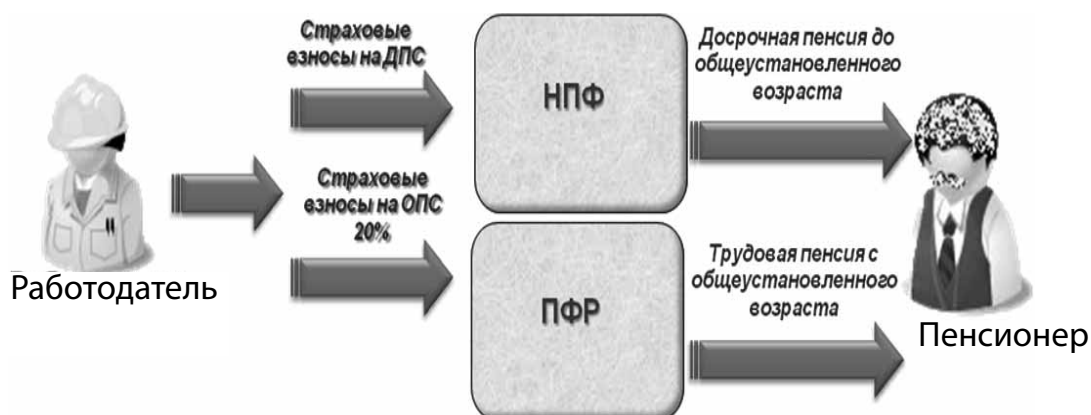 Страховые
взносы на ДПС
НПФ
Досрочная пенсия до
общеустановленного
возраста
Страховые
взносы на ОПС
20%
Работодатель
ПФР
Трудовая пенсия с
общеустановленного
возраста
Пенсионер